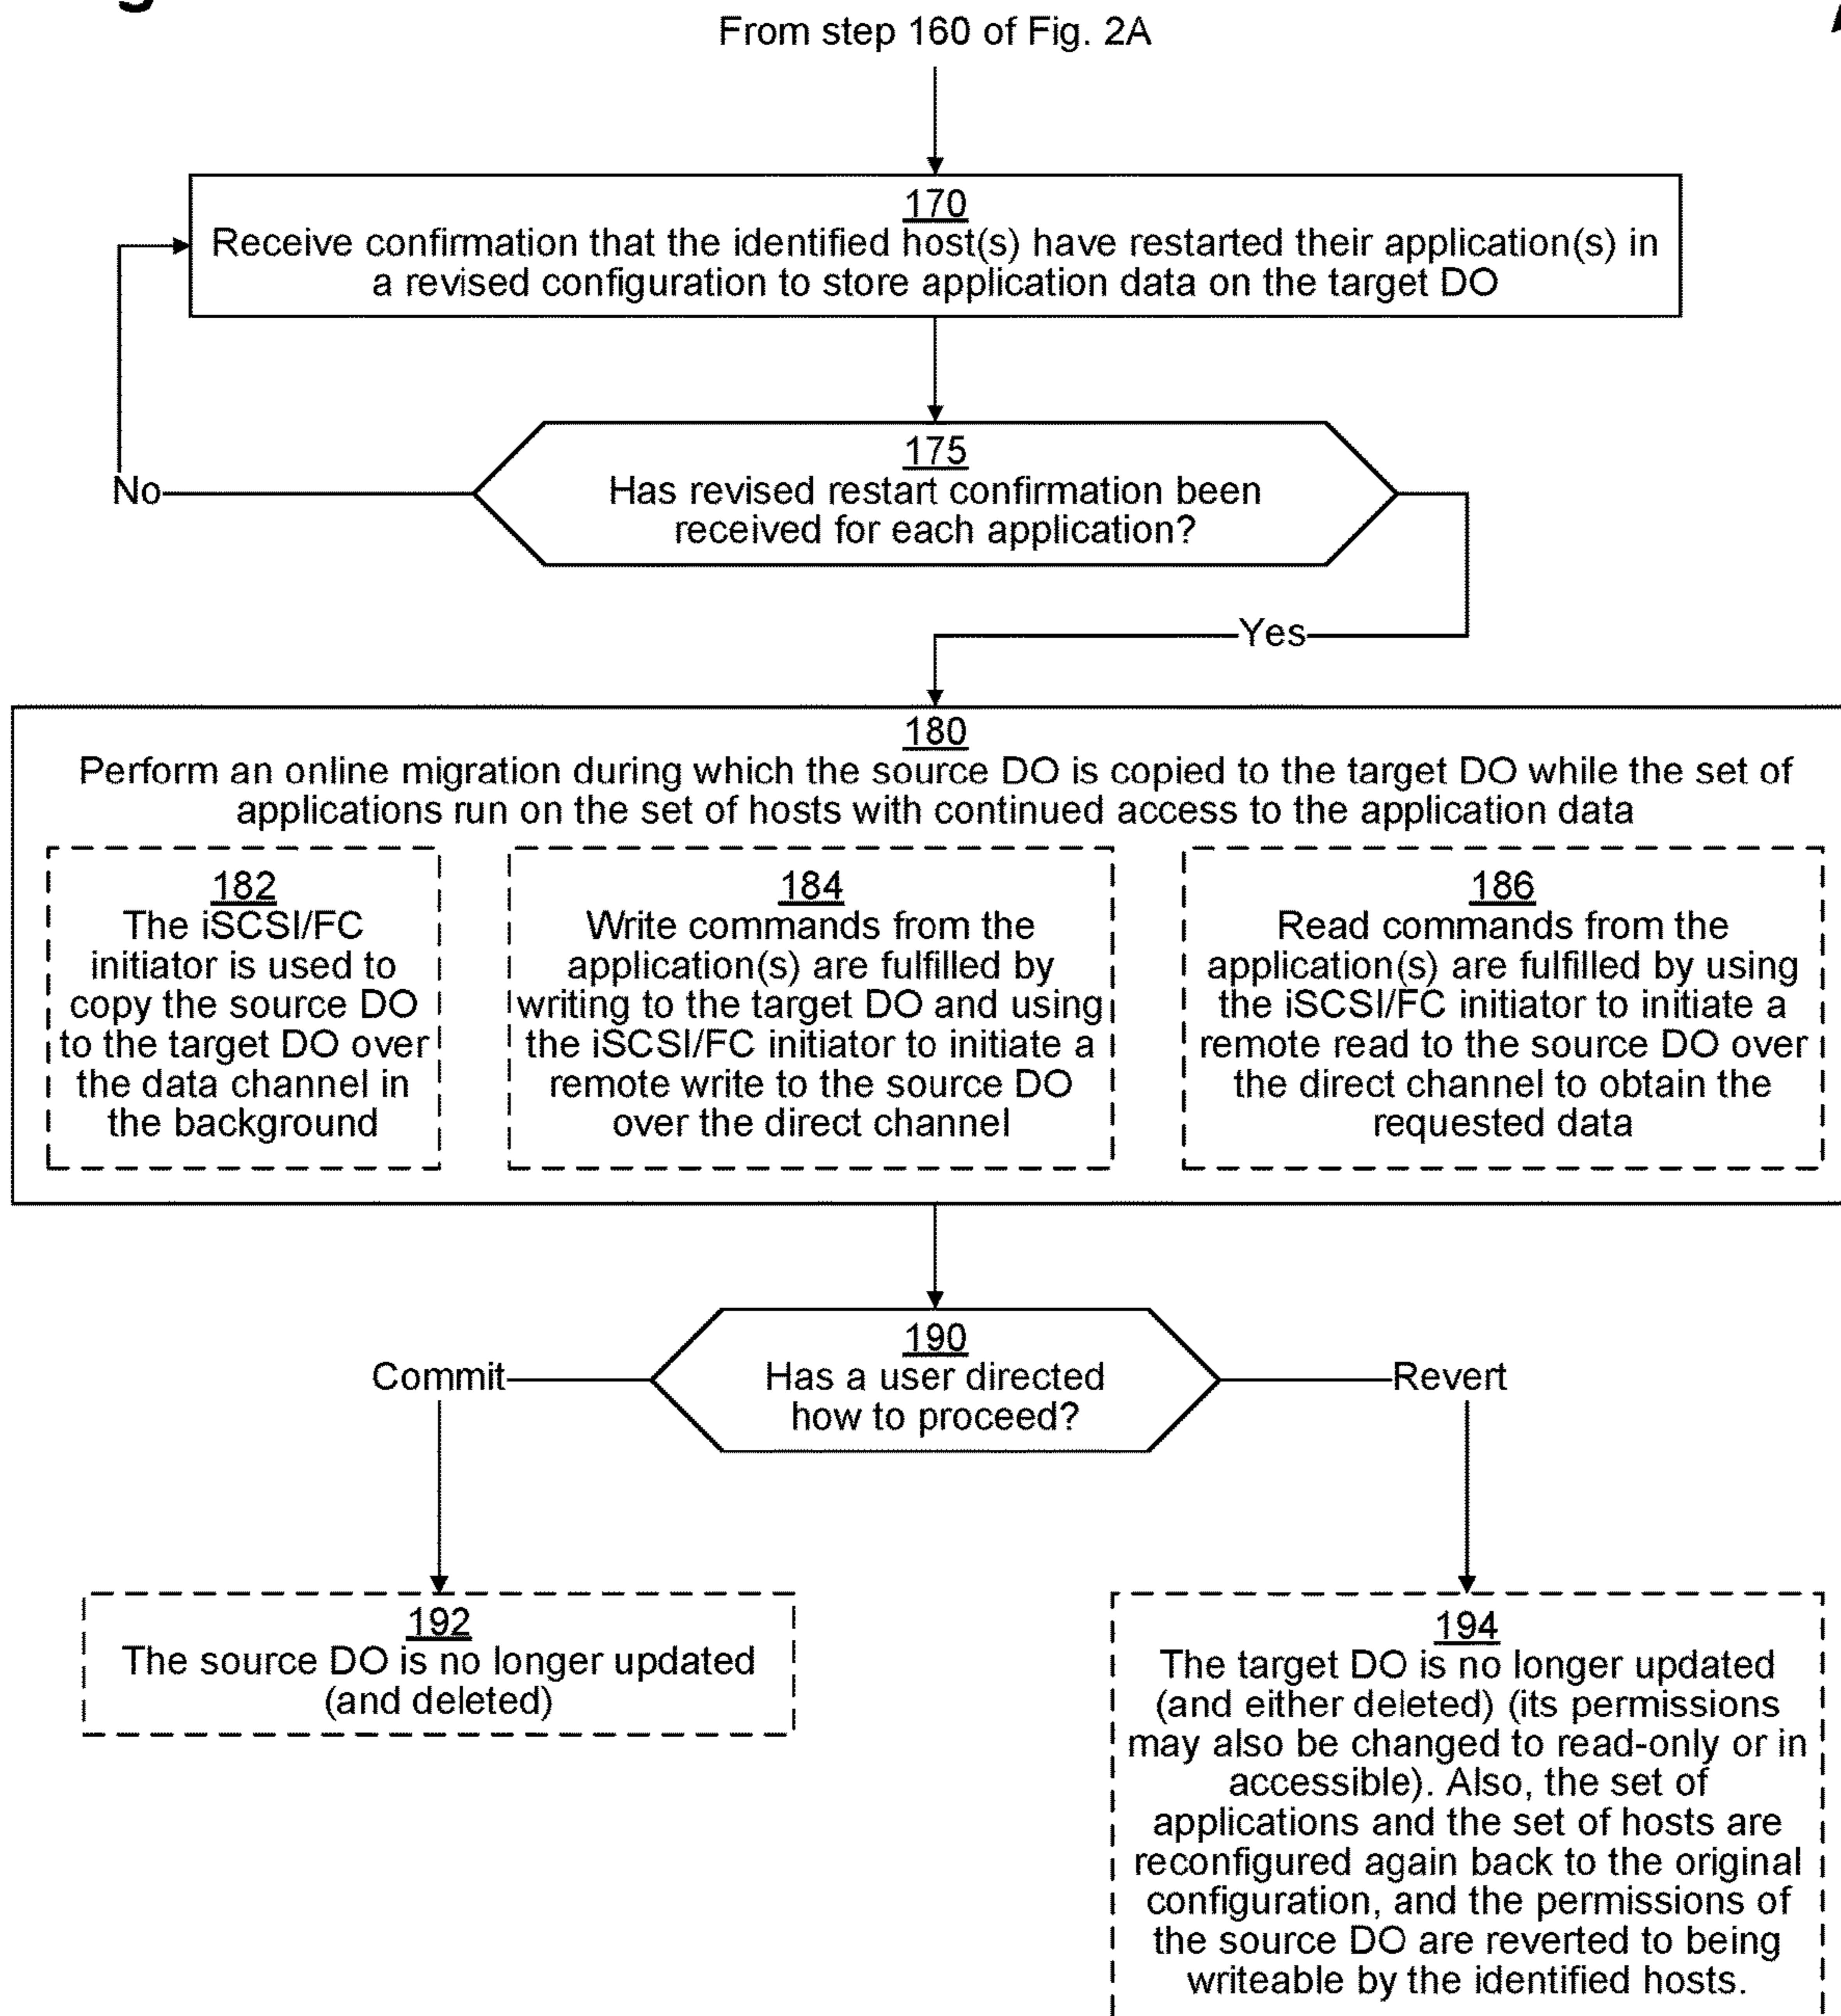 From step 160 of Fig. 2A
170
Receive confirmation that the identified host(s) have restarted their application(s) in
a revised configuration to store application data on the target DO
175
Has revised restart confirmation been
received for each application?
No
Yes
180
Perform an online migration during which the source DO is copied to the target DO while the set of
applications run on the set of hosts with continued access to the application data
182
The iSCSI/FC
initiator is used to
copy the source DO
to the target DO over
the data channel in
the background
184
Write commands from the
application(s) are fulfilled by
writing to the target DO and using
the iSCSI/FC initiator to initiate a
remote write to the source DO
over the direct channel
186
Read commands from the
application(s) are fulfilled by using
the iSCSI/FC initiator to initiate a
remote read to the source DO over
the direct channel to obtain the
requested data
190
Has a user directed
how to proceed?
Commit
Revert
192
The source DO is no longer updated
(and deleted)
194
The target DO is no longer updated
(and either deleted) (its permissions
may also be changed to read-only or in
accessible). Also, the set of
applications and the set of hosts are
reconfigured again back to the original
configuration, and the permissions of
the source DO are reverted to being
writeable by the identified hosts.